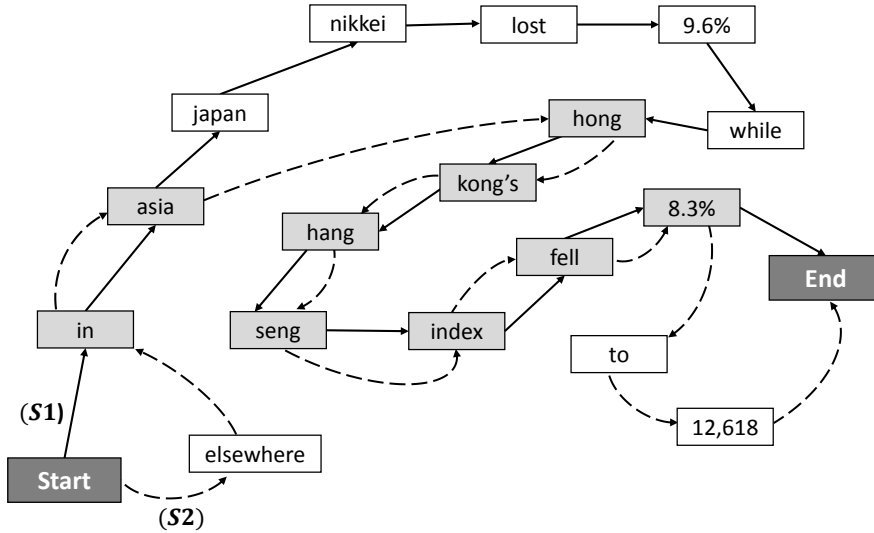 nikkei
lost
9.6%
japan
hong
while
kong's
asia
8.3%
hang
fell
End
in
seng
index
to
(S1)
12,618
elsewhere
Start
(S2)